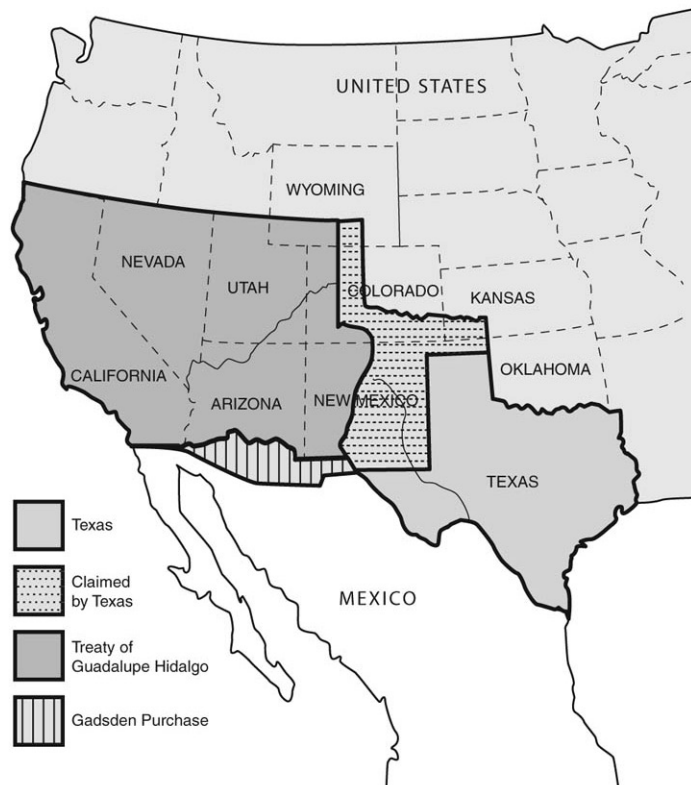 UNITED STATES
WYOMING
NEVADA
UTAH
COLORADO
KANSAS
CALIFORNIA
ARIZONA
NEW MEXICO
OKLAHOMA
TEXAS
MEXICO
Texas
Claimed
by Texas
Treaty of
Guadalupe Hidalgo
Gadsden Purchase